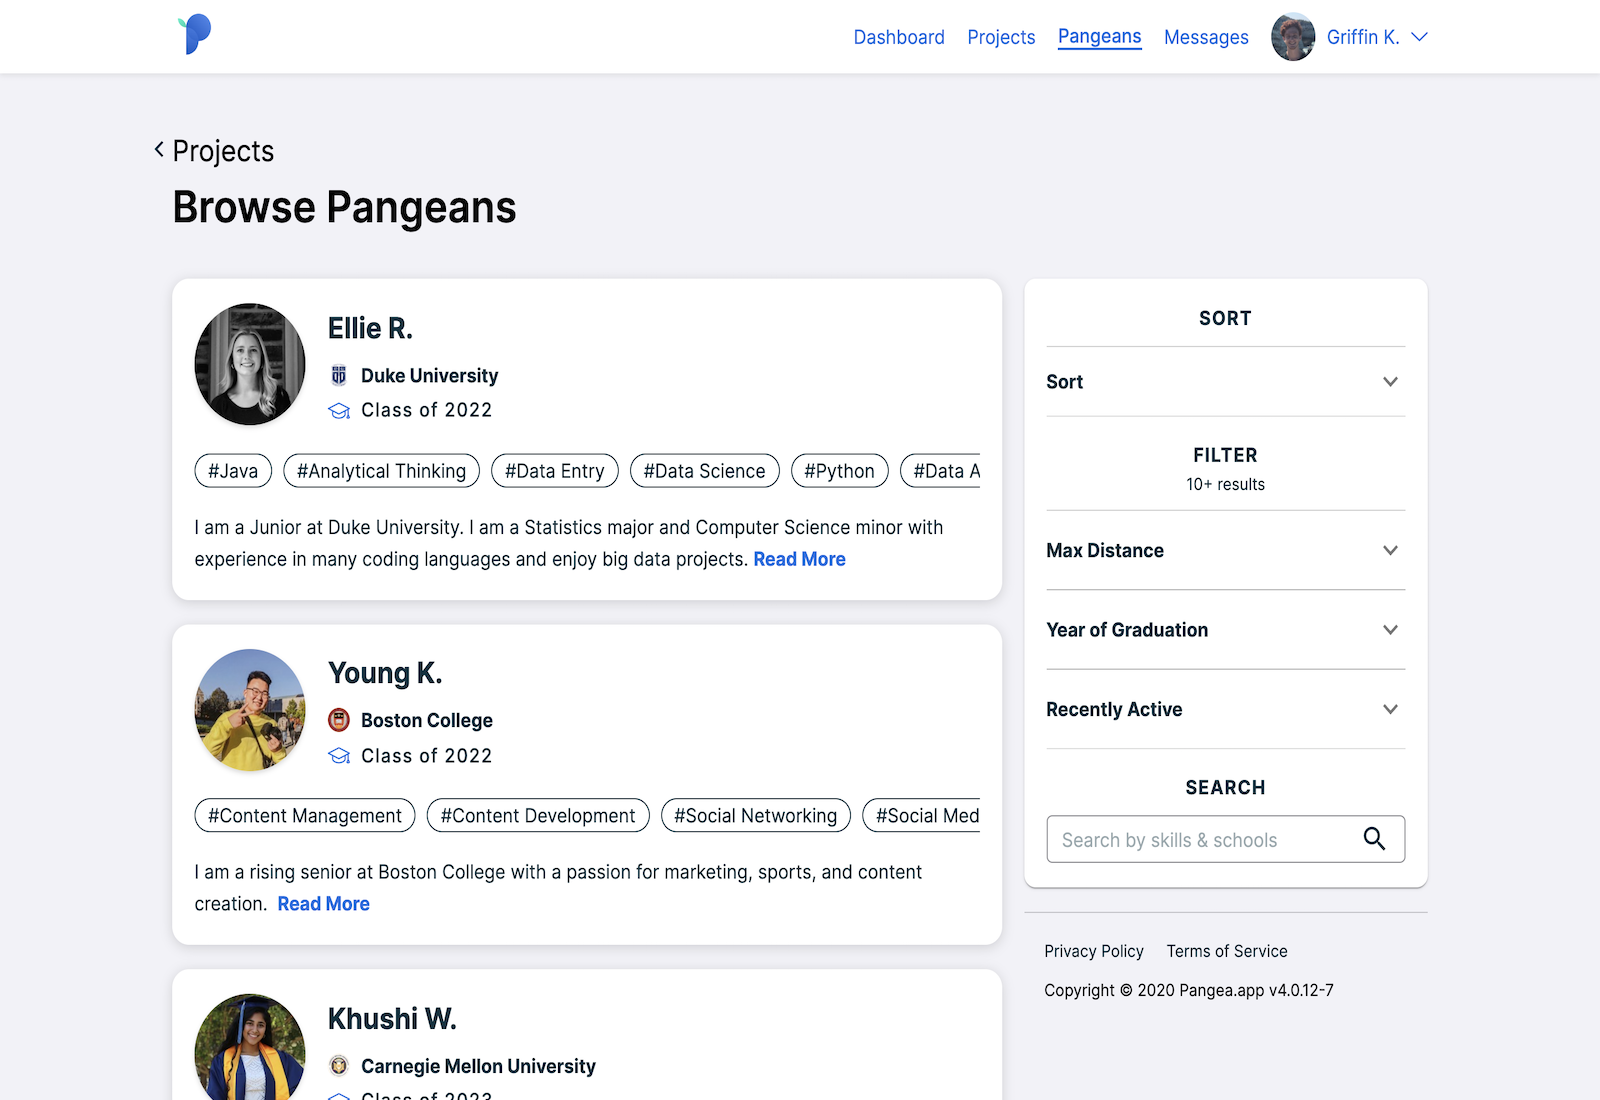 Dashboard Projects Pangeans Messages Griffin K.
Projects
Browse Pangeans
Ellie R.
Duke University
Class of 2022
#Java #Analytical Thinking #Data Entry #Data Science #Python #Data A
I am a Junior at Duke University. I am a Statistics major and Computer Science minor with
experience in many coding languages and enjoy big data projects. Read More
Young K.
Boston College
Class of 2022
#Content Management #Content Development #Social Networking #Social Med
I am a rising senior at Boston College with a passion for marketing, sports, and content
creation. Read More
Khushi W.
Carnegie Mellon University
Class of 2023
SORT
Sort
FILTER
10+ results
Max Distance
Year of Graduation
Recently Active
SEARCH
Search by skills & schools
Privacy Policy Terms of Service
Copyright © 2020 Pangea.app v4.0.12-7